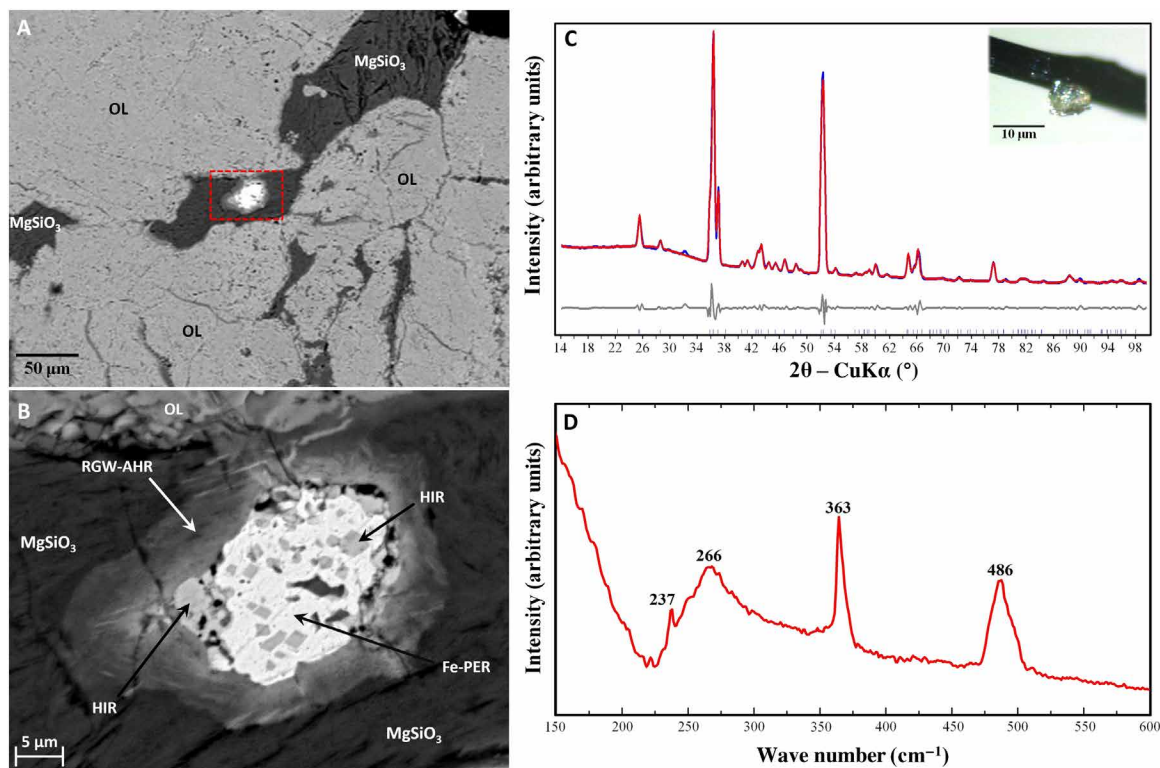 A
MgSiO₃
OL
OL
MgSiO₃
OL
50 μm
B
OL
RGW-AHR
HIR
MgSiO₃
Fe-PER
HIR
MgSiO₃
5 μm
C
Intensity (arbitrary units)
10 μm
14 18 22 26 30 34 38 42 46 50 54 58 62 66 70 74 78 82 86 90 94 98
2θ – CuKα (°)
D
Intensity (arbitrary units)
237
266
363
486
150 200 250 300 350 400 450 500 550 600
Wave number (cm⁻¹)